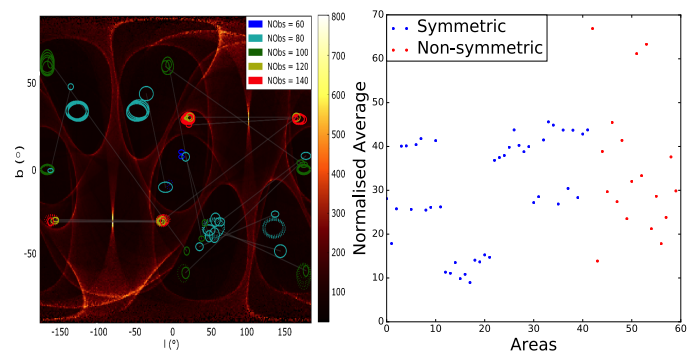 NObs = 60
NObs = 80
NObs = 100
NObs = 120
NObs = 140
50
0
-50
b (°)
-150 -100 -50 0 50 100 150
l (°)
800
700
600
500
400
300
200
100
Symmetric
Non-symmetric
70
60
50
40
30
20
10
0
Normalised Average
0 10 20 30 40 50 60
Areas